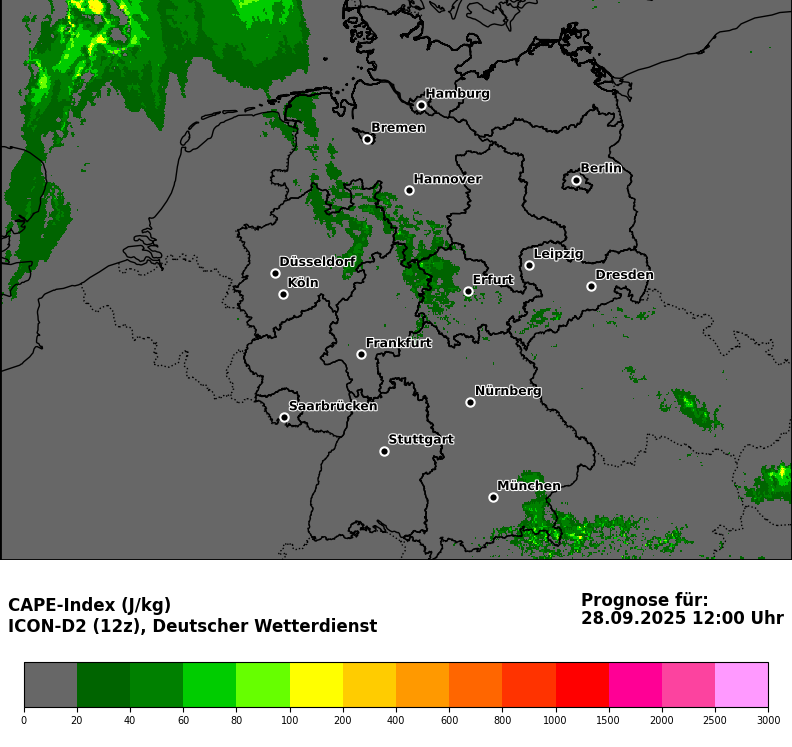 Hamburg
Bremen
Berlin
Hannover
Leipzig
Düsseldorf
Dresden
Köln
Erfurt
Frankfurt
Nürnberg
Saarbrücken
Stuttgart
München
CAPE-Index (J/kg)
ICON-D2 (12z), Deutscher Wetterdienst
Prognose für:
28.09.2025 12:00 Uhr
0 20 40 60 80 100 200 400 600 800 1000 1500 2000 2500 3000